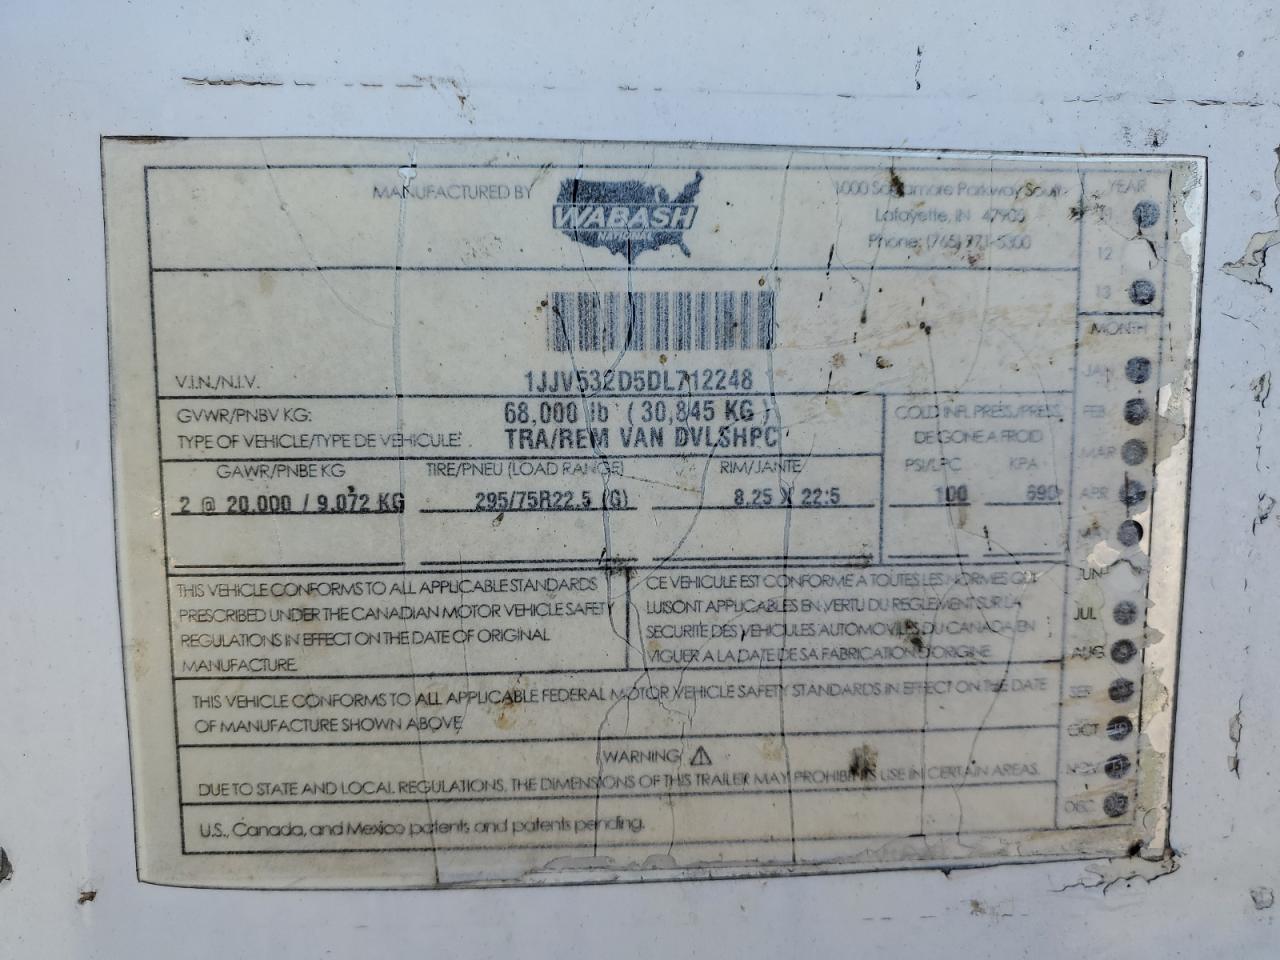 MANUFACTURED BY
WABASH
NATIONAL
1000 Sagamore Parkway South
Lafayette, IN 47905
Phone: (765) 771-5300
YEAR
11
12
13
MONTH
JAN
FEB
MAR
APR
JUN
JUL
AUG
SEP
OCT
NOV
DEC
V.I.N./N.I.V. 1JJV532D5DL712248
GVWR/PNBV KG: 68,000 lb ( 30,845 KG )
TYPE OF VEHICLE/TYPE DE VEHICULE: TRA/REM VAN DVLSHPC
COLD INFL PRESS./PRESS.
DE GONF A FROID
GAWR/PNBE KG TIRE/PNEU (LOAD RANGE) RIM/JANTE PSI/LPC KPA
2 @ 20,000 / 9,072 KG 295/75R22.5 (G) 8.25 X 22.5 100 690
THIS VEHICLE CONFORMS TO ALL APPLICABLE STANDARDS
PRESCRIBED UNDER THE CANADIAN MOTOR VEHICLE SAFETY
REGULATIONS IN EFFECT ON THE DATE OF ORIGINAL
MANUFACTURE.
CE VEHICULE EST CONFORME A TOUTES LES NORMES QUI
LUI SONT APPLICABLES EN VERTU DU REGLEMENT SUR LA
SECURITE DES VEHICULES AUTOMOVILES DU CANADA EN
VIGUER A LA DATE DE SA FABRICATION D'ORIGINE
THIS VEHICLE CONFORMS TO ALL APPLICABLE FEDERAL MOTOR VEHICLE SAFETY STANDARDS IN EFFECT ON THE DATE
OF MANUFACTURE SHOWN ABOVE.
WARNING
DUE TO STATE AND LOCAL REGULATIONS, THE DIMENSIONS OF THIS TRAILER MAY PROHIBIT ITS USE IN CERTAIN AREAS.
U.S., Canada, and Mexico patents and patents pending.